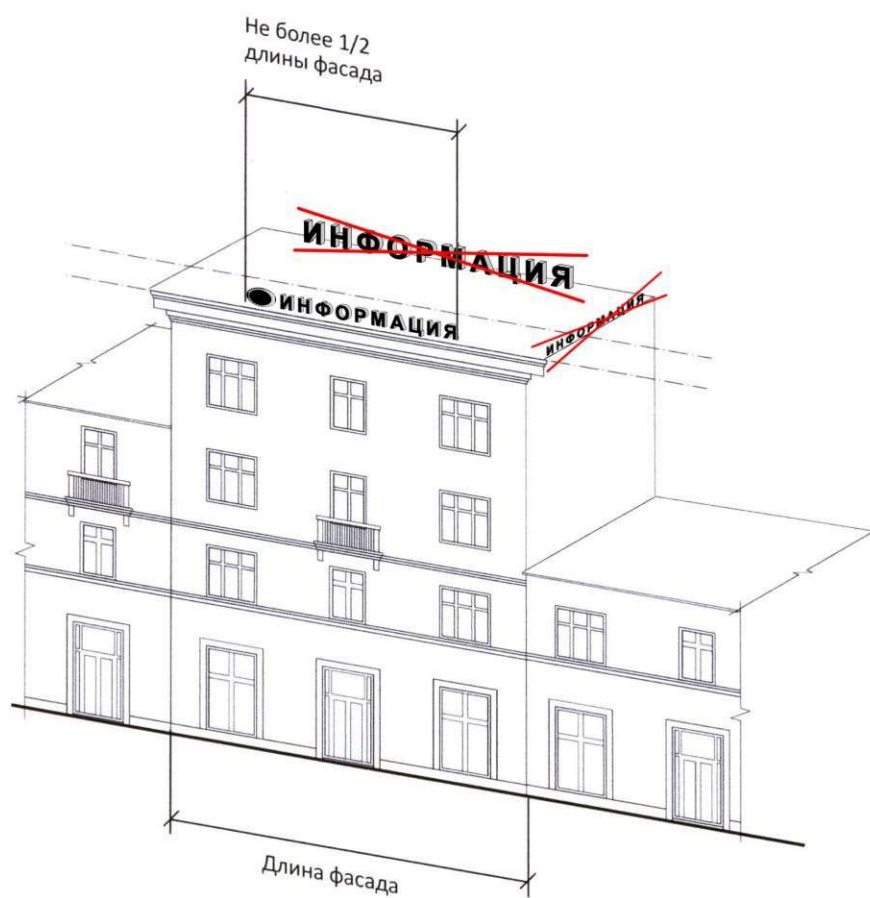 Не более 1/2
длины фасада
ИНФОРМАЦИЯ
ИНФОРМАЦИЯ
ИНФОРМАЦИЯ
Длина фасада